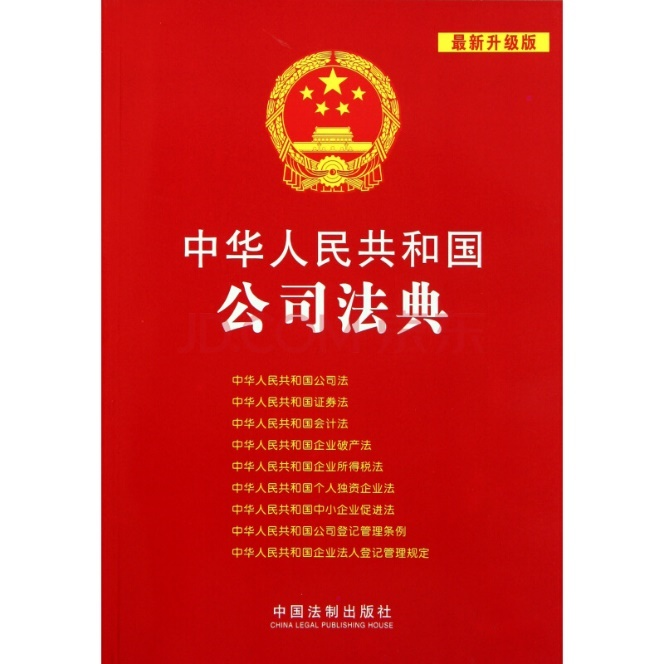 最新升级版
中华人民共和国
公司法典
JD.COM 京东
中华人民共和国公司法
中华人民共和国证券法
中华人民共和国会计法
中华人民共和国企业破产法
中华人民共和国企业所得税法
中华人民共和国个人独资企业法
中华人民共和国中小企业促进法
中华人民共和国公司登记管理条例
中华人民共和国企业法人登记管理规定
中国法制出版社
CHINA LEGAL PUBLISHING HOUSE